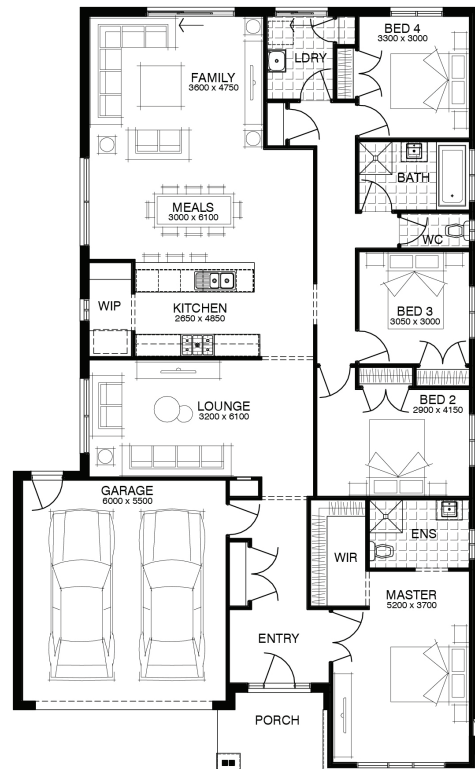 BED 4
3300 x 3000
LDRY
FAMILY
3600 x 4750
BATH
MEALS
3000 x 6100
WC
WIP
KITCHEN
2650 x 4850
BED 3
3050 x 3000
BED 2
2900 x 4150
LOUNGE
3200 x 6100
GARAGE
6000 x 5500
ENS
WIR
MASTER
5200 x 3700
ENTRY
PORCH